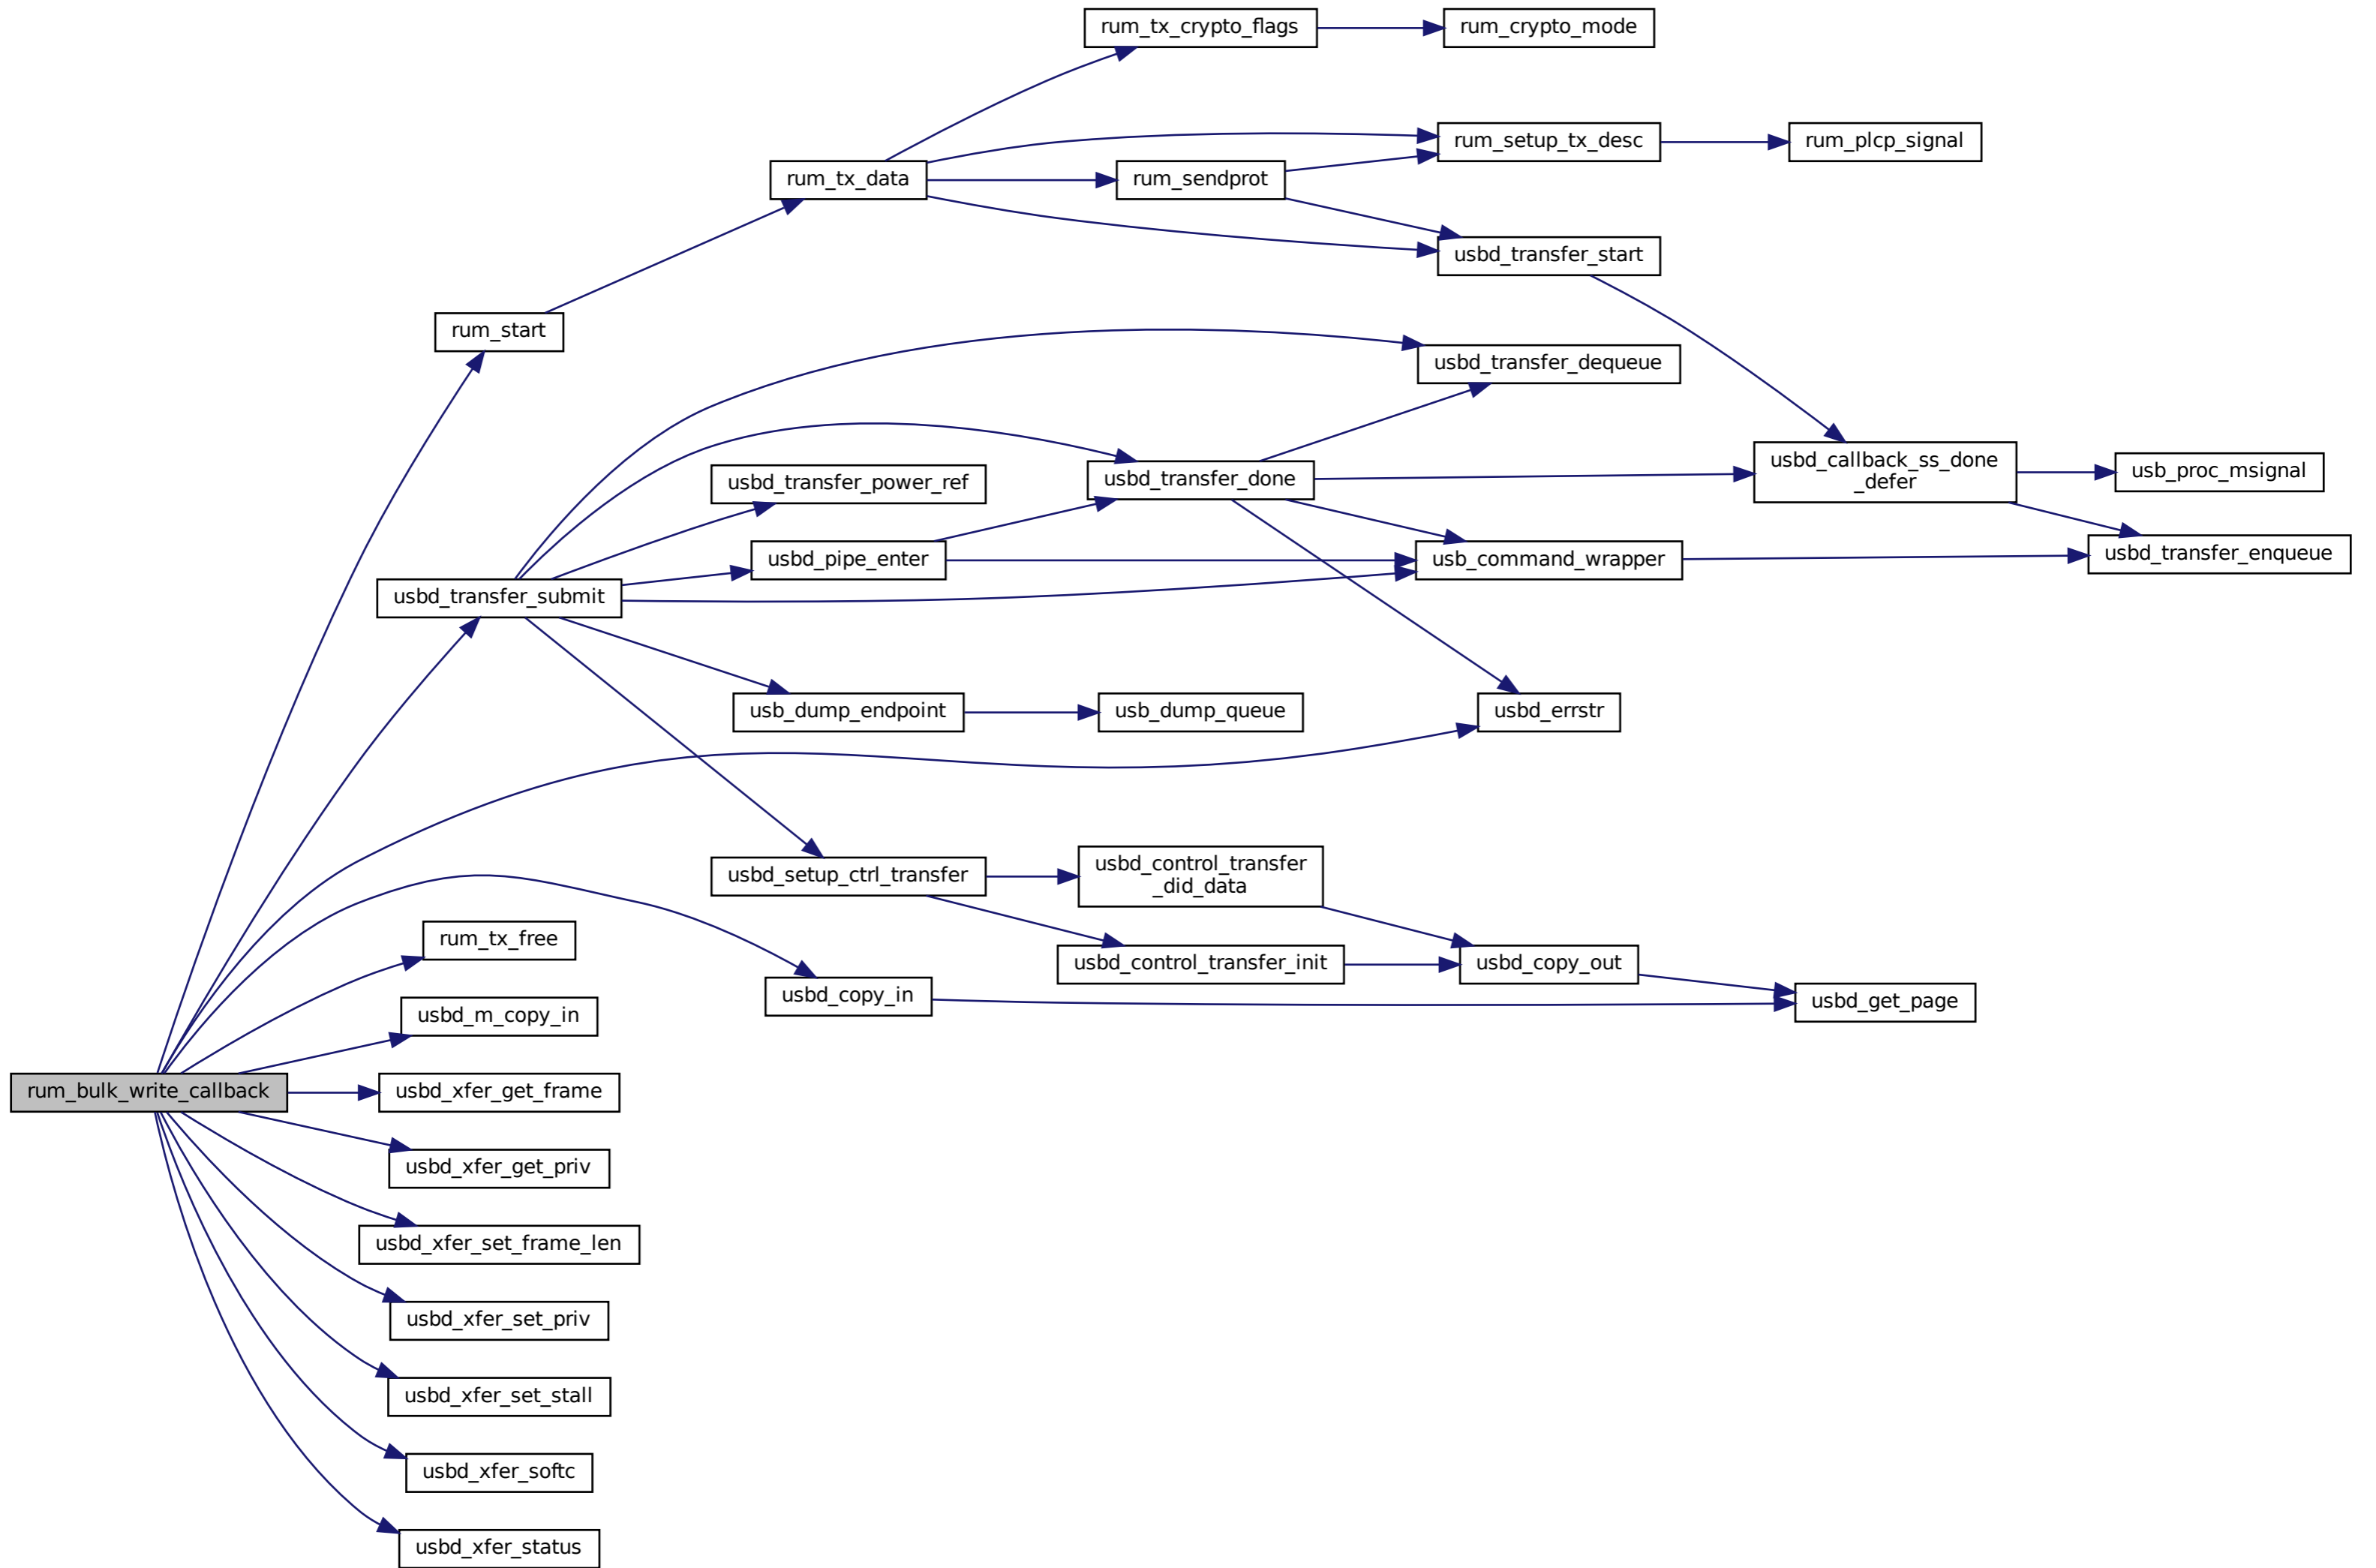 rum_tx_crypto_flags
rum_crypto_mode
rum_setup_tx_desc
rum_plcp_signal
rum_tx_data
rum_sendprot
usbd_transfer_start
rum_start
usbd_transfer_dequeue
usbd_callback_ss_done
_defer
usb_proc_msignal
usbd_transfer_power_ref
usbd_transfer_done
usbd_pipe_enter
usb_command_wrapper
usbd_transfer_enqueue
usbd_transfer_submit
usb_dump_endpoint
usb_dump_queue
usbd_errstr
usbd_setup_ctrl_transfer
usbd_control_transfer
_did_data
rum_tx_free
usbd_control_transfer_init
usbd_copy_out
usbd_copy_in
usbd_get_page
usbd_m_copy_in
rum_bulk_write_callback
usbd_xfer_get_frame
usbd_xfer_get_priv
usbd_xfer_set_frame_len
usbd_xfer_set_priv
usbd_xfer_set_stall
usbd_xfer_softc
usbd_xfer_status